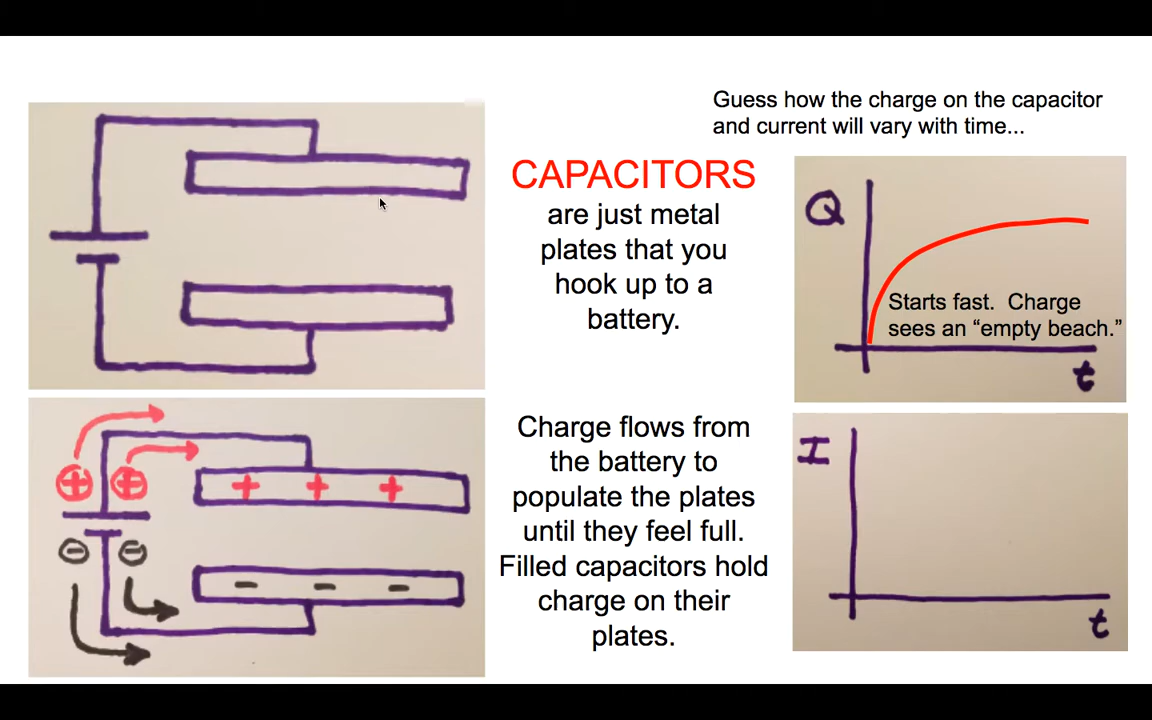 Guess how the charge on the capacitor
and current will vary with time...
CAPACITORS
are just metal
plates that you
hook up to a
battery.
Q
Starts fast. Charge
sees an “empty beach.”
t
+ +
+ + +
- -
- - -
Charge flows from
the battery to
populate the plates
until they feel full.
Filled capacitors hold
charge on their
plates.
I
t